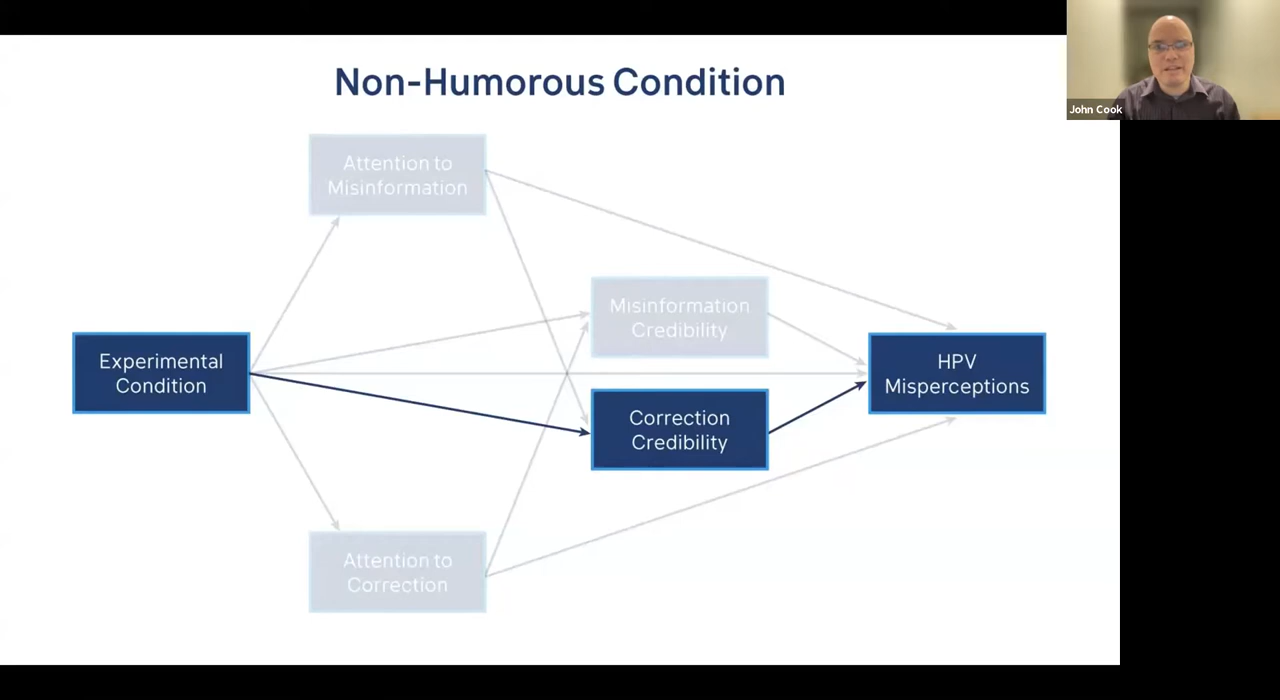 Non-Humorous Condition
John Cook
Attention to
Misinformation
Misinformation
Credibility
Experimental
Condition
HPV
Misperceptions
Correction
Credibility
Attention to
Correction